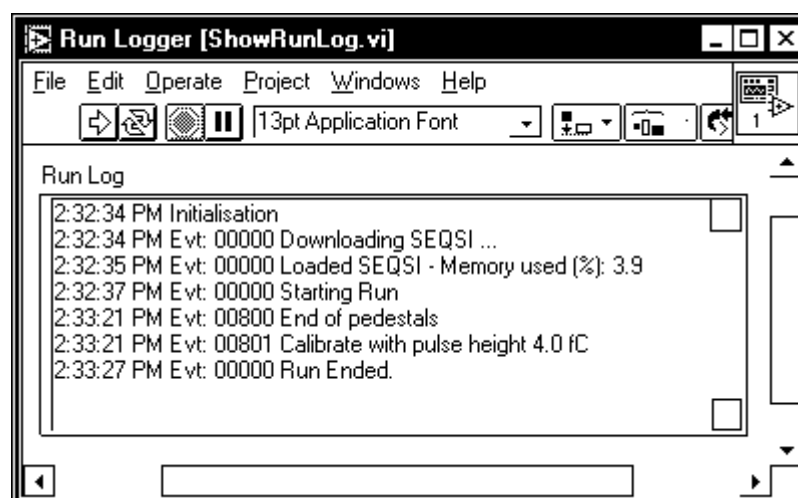 Run Logger [ShowRunLog.vi]
File Edit Operate Project Windows Help
13pt Application Font
1
Run Log
2:32:34 PM Initialisation
2:32:34 PM Evt: 00000 Downloading SEQSI ...
2:32:35 PM Evt: 00000 Loaded SEQSI - Memory used (%): 3.9
2:32:37 PM Evt: 00000 Starting Run
2:33:21 PM Evt: 00800 End of pedestals
2:33:21 PM Evt: 00801 Calibrate with pulse height 4.0 fC
2:33:27 PM Evt: 00000 Run Ended.